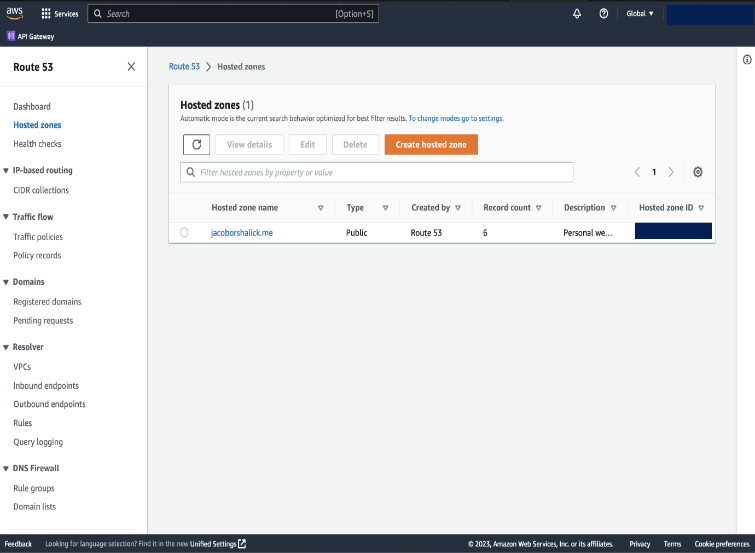 aws
Services
Search
[Option+S]
Global
API Gateway
Route 53
Dashboard
Hosted zones
Health checks
IP-based routing
CIDR collections
Traffic flow
Traffic policies
Policy records
Domains
Registered domains
Pending requests
Resolver
VPCs
Inbound endpoints
Outbound endpoints
Rules
Query logging
DNS Firewall
Rule groups
Domain lists
Route 53 > Hosted zones
Hosted zones (1)
Automatic mode is the current search behavior optimized for best filter results. To change modes go to settings.
View details Edit Delete Create hosted zone
Filter hosted zones by property or value
1
Hosted zone name Type Created by Record count Description Hosted zone ID
jacoborshalick.me Public Route 53 6 Personal we...
Feedback Looking for language selection? Find it in the new Unified Settings © 2023, Amazon Web Services, Inc. or its affiliates. Privacy Terms Cookie preferences